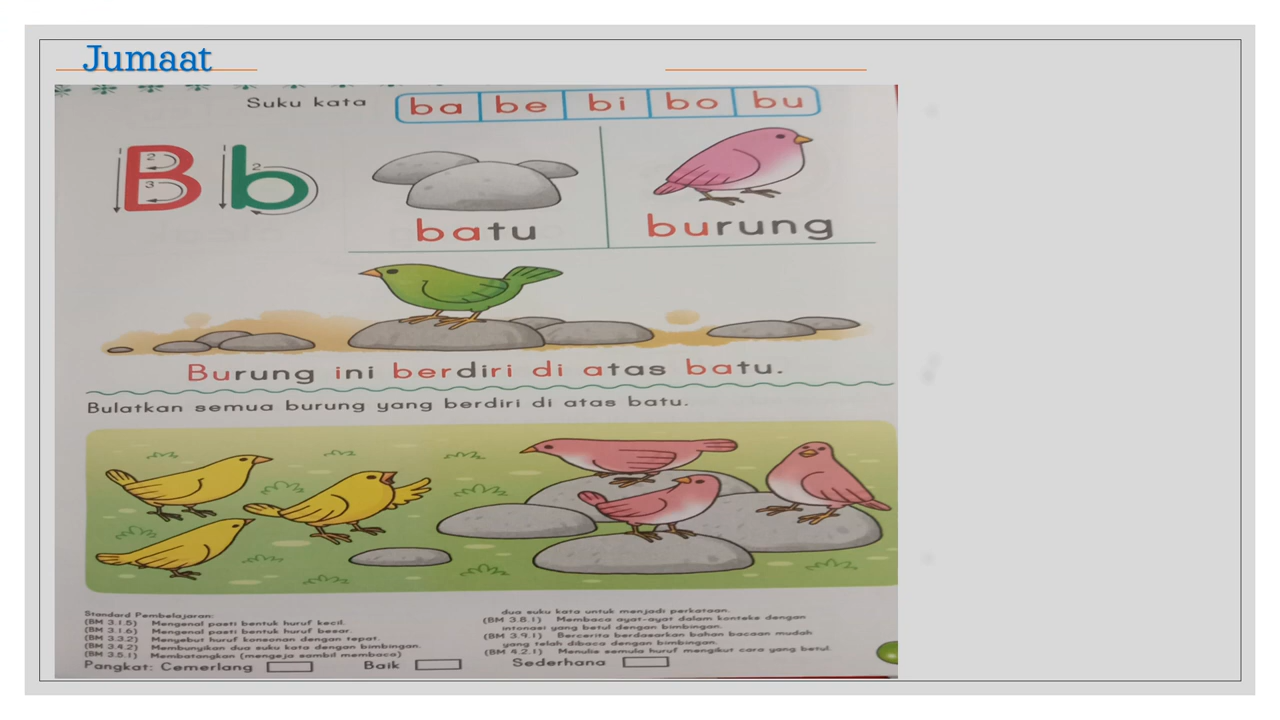 Jumaat
Suku kata ba be bi bo bu
B b
batu burung
Burung ini berdiri di atas batu.
Bulatkan semua burung yang berdiri di atas batu.
Standard Pembelajaran:
(BM 3.1.5) Mengenal pasti bentuk huruf kecil.
(BM 3.1.6) Mengenal pasti bentuk huruf besar.
(BM 3.3.2) Menyebut huruf konsonan dengan tepat.
(BM 3.4.2) Membunyikan dua suku kata dengan bimbingan.
(BM 3.5.1) Membatangkan (mengeja sambil membaca)
dua suku kata untuk menjadi perkataan.
(BM 3.8.1) Membaca ayat-ayat dalam konteks dengan
intonasi yang betul dengan bimbingan.
(BM 3.9.1) Bercerita berdasarkan bahan bacaan mudah
yang telah dibaca dengan bimbingan.
(BM 4.2.1) Menulis semula huruf mengikut cara yang betul.
Pangkat: Cemerlang Baik Sederhana